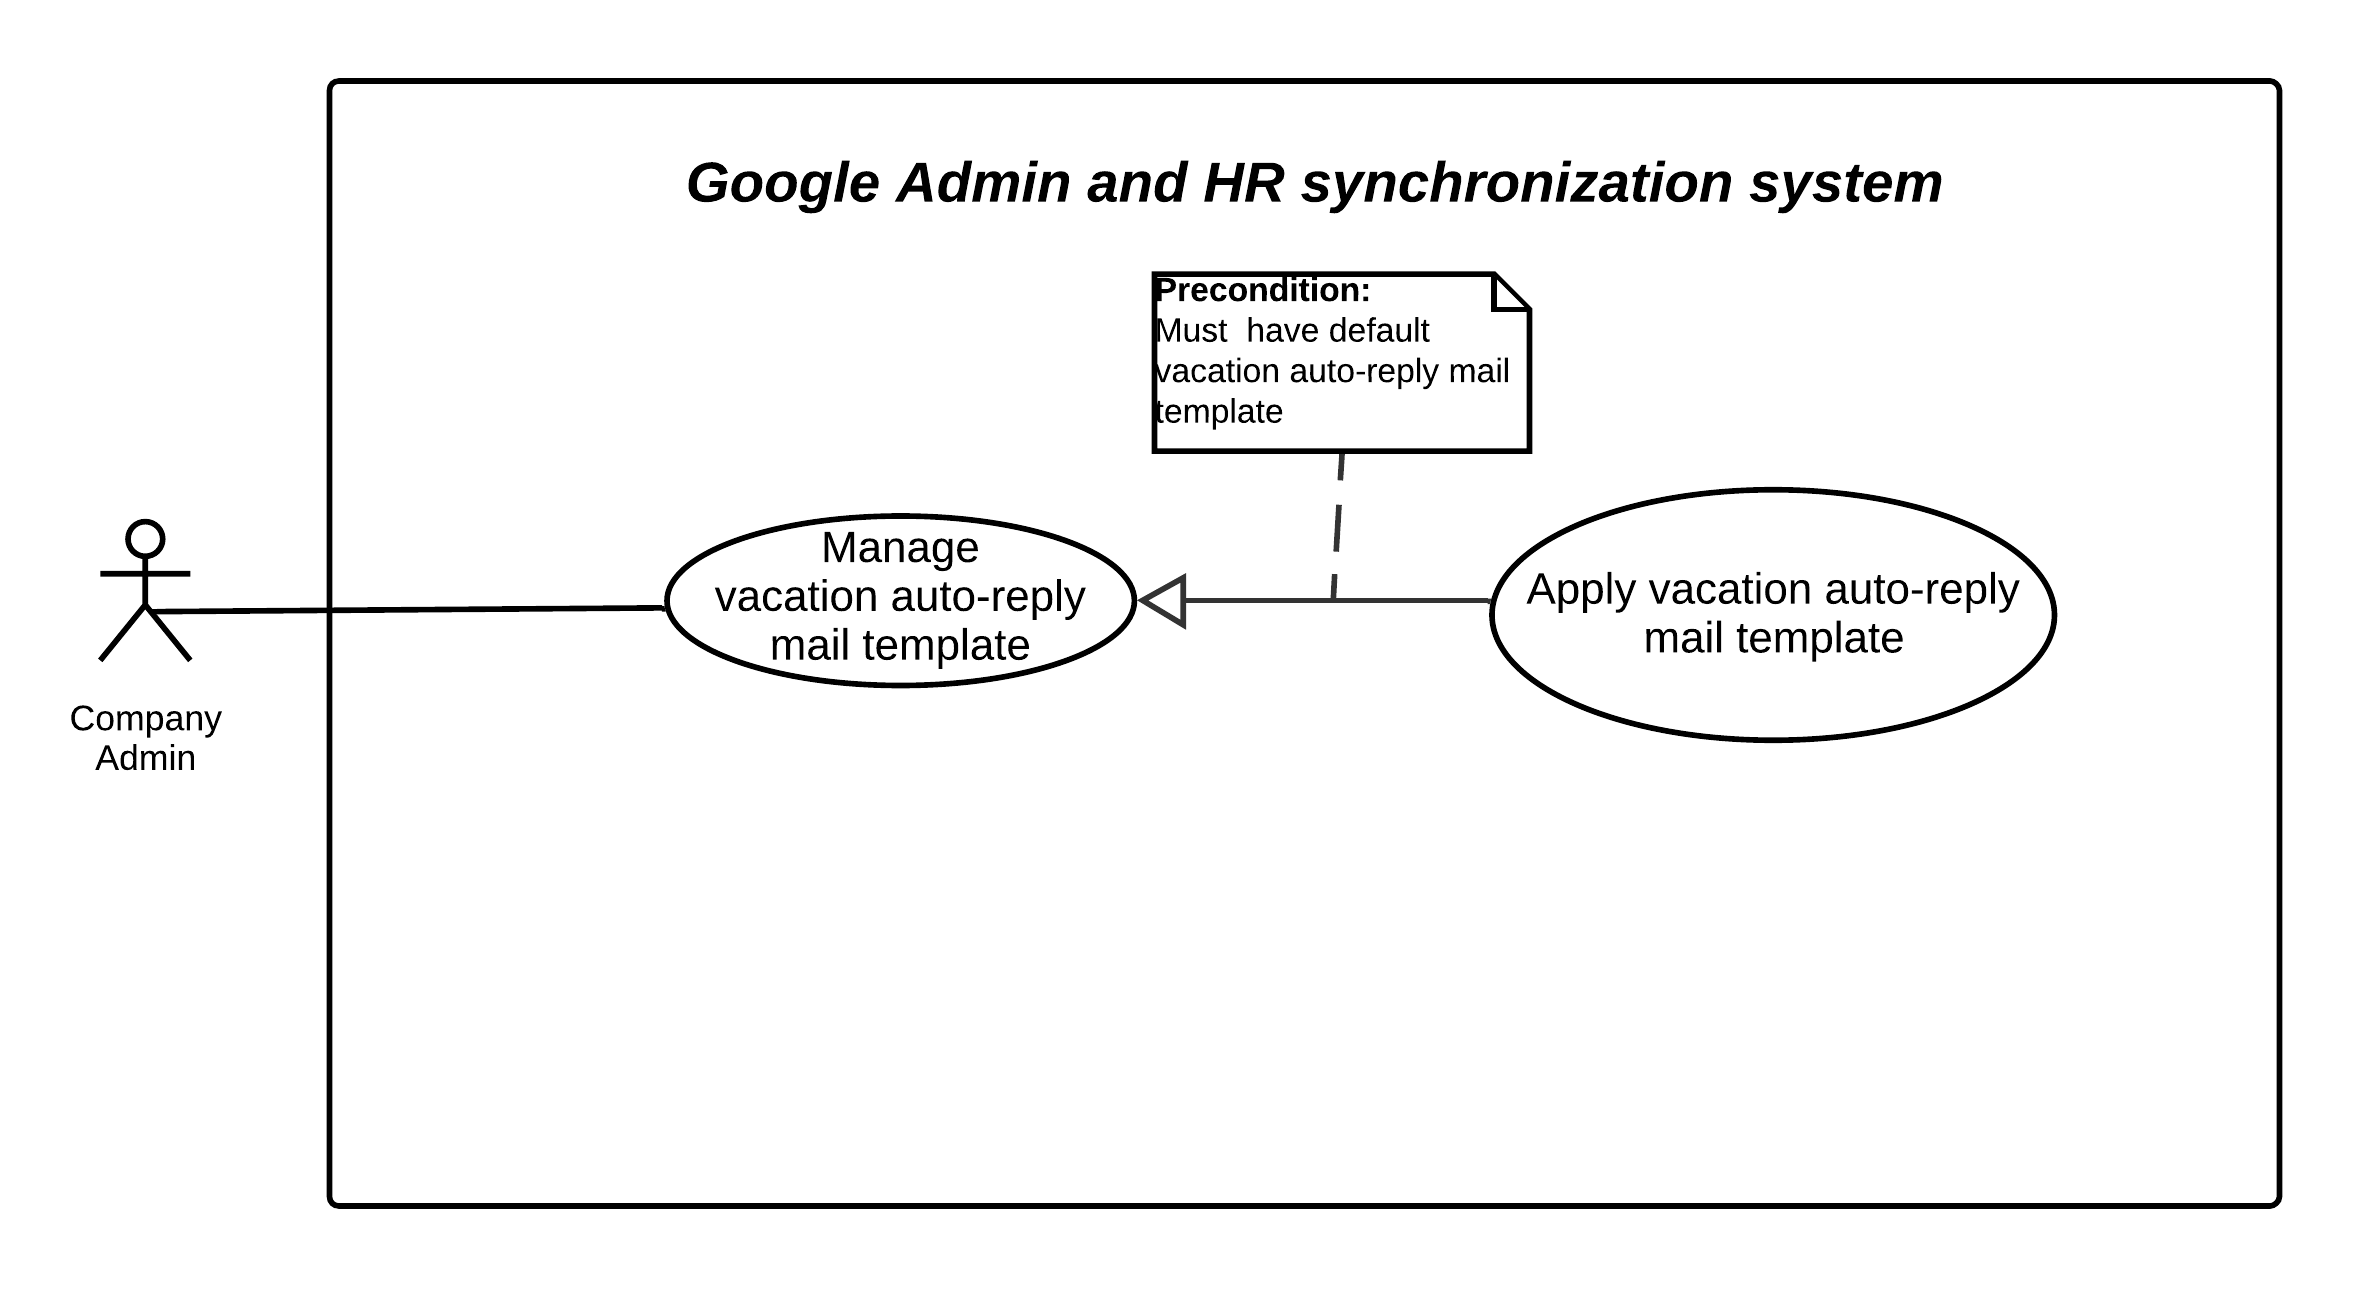 Google Admin and HR synchronization system
Precondition:
Must  have default
vacation auto-reply mail
template
Manage
vacation auto-reply
mail template
Apply vacation auto-reply
mail template
Company
Admin